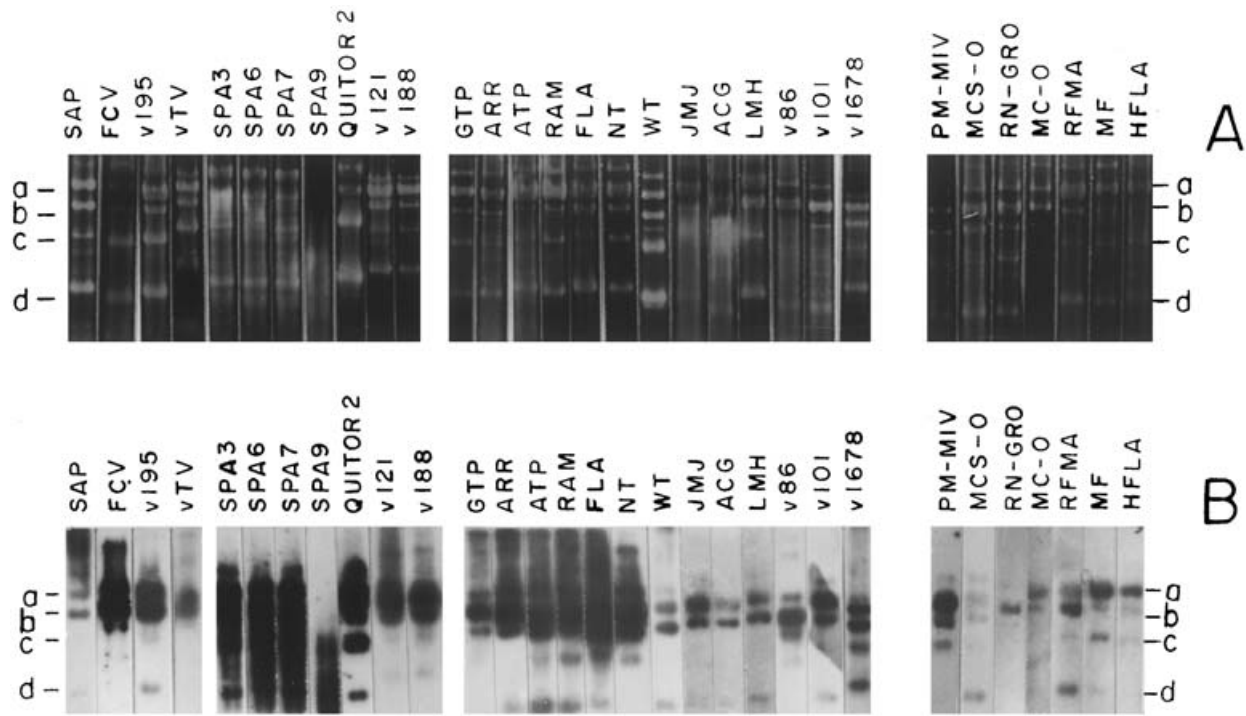 SAP FCV v195 vTV SPA3 SPA6 SPA7 SPA9 QUITOR 2 v121 v188 GTP ARR ATP RAM FLA NT WT JMJ ACG LMH v86 v101 v1678 PM-MIV MCS-O RN-GRO MC-O RFMA MF HFLA
A
a a
b b
c c
d d
SAP FCV v195 vTV SPA3 SPA6 SPA7 SPA9 QUITOR 2 v121 v188 GTP ARR ATP RAM FLA NT WT JMJ ACG LMH v86 v101 v1678 PM-MIV MCS-O RN-GRO MC-O RFMA MF HFLA
B
a a
b b
c c
d d